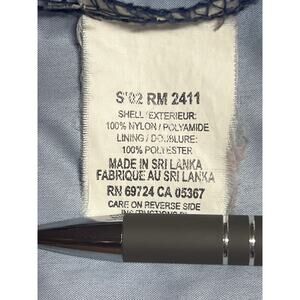 S'02 RM 2411
SHELL / EXTERIEUR:
100% NYLON / POLYAMIDE
LINING / DOUBLURE:
100% POLYESTER
MADE IN SRI LANKA
FABRIQUE AU SRI LANKA
RN 69724 CA 05367
CARE ON REVERSE SIDE